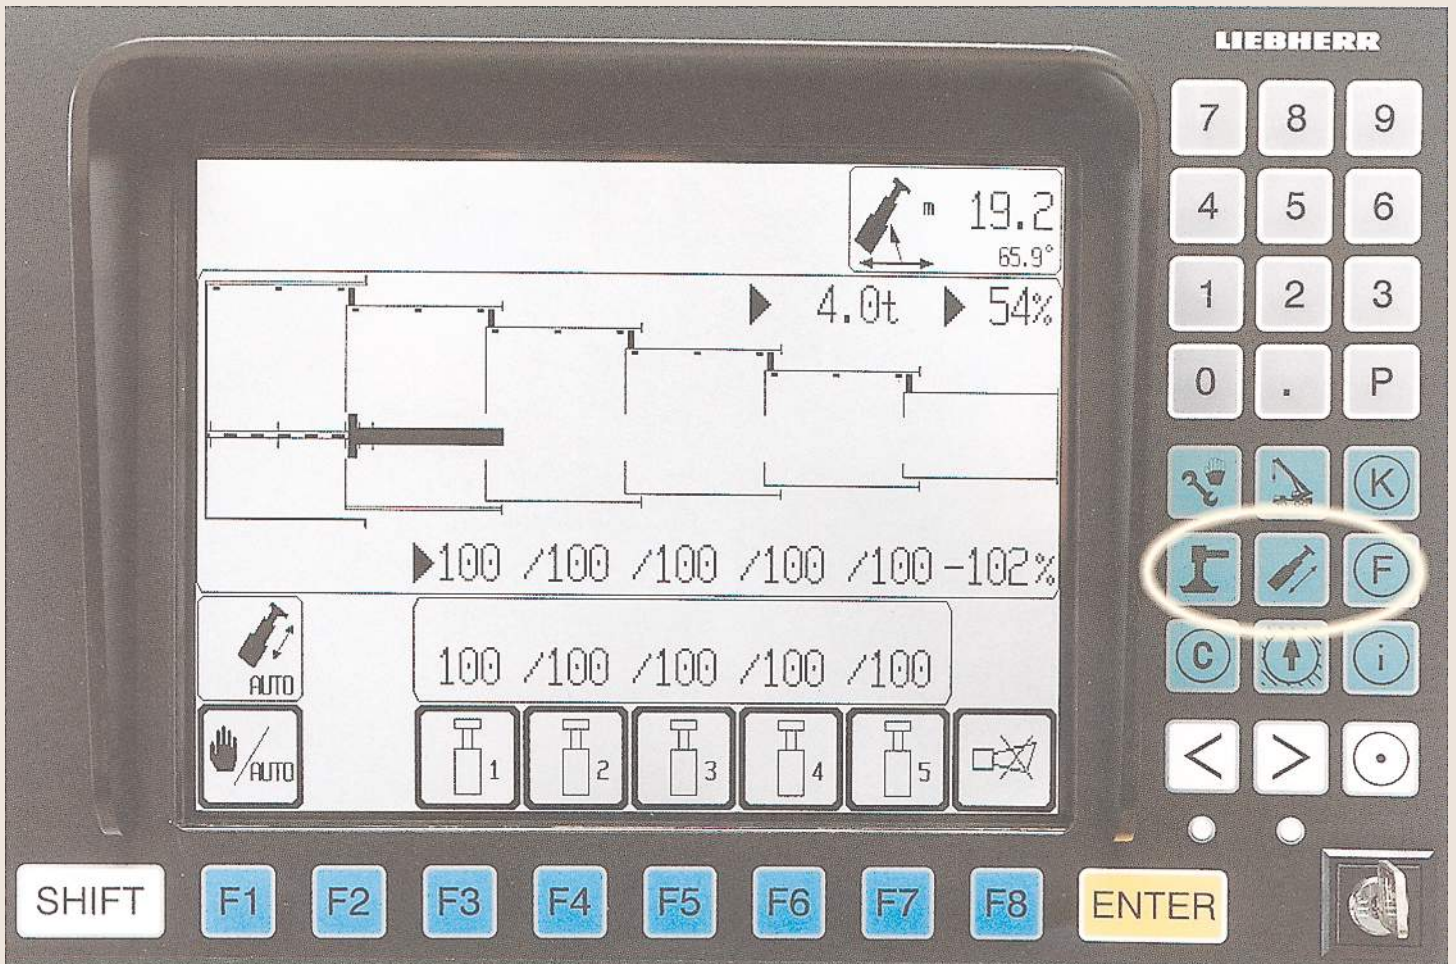 LIEBHERR
7 8 9
4 5 6
1 2 3
0 . P
K
F
C i
< >
m 19.2
65.9°
4.0t 54%
100 /100 /100 /100 /100 -102%
AUTO
100 /100 /100 /100 /100
/AUTO 1 2 3 4 5
SHIFT F1 F2 F3 F4 F5 F6 F7 F8 ENTER